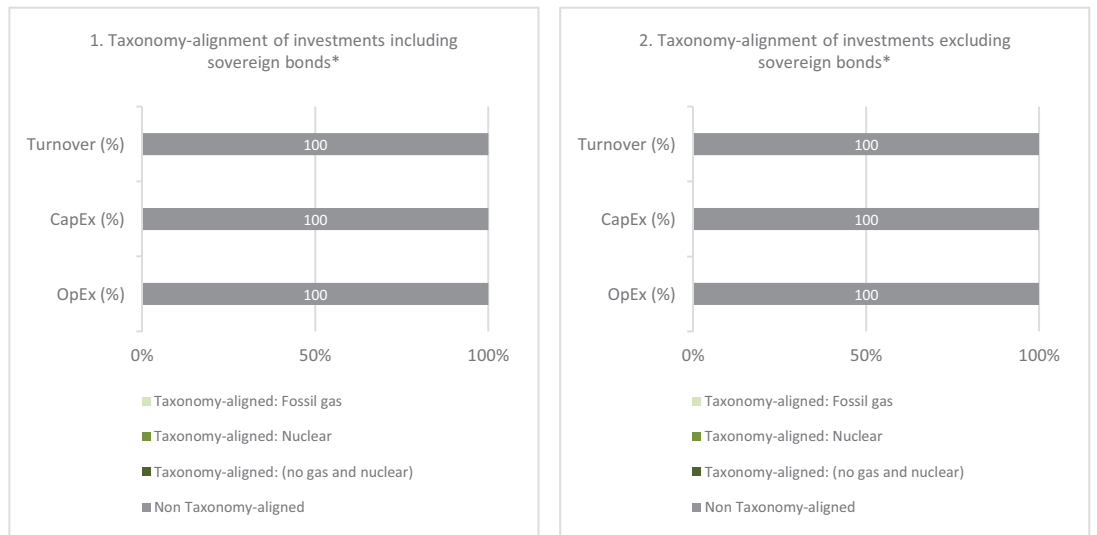 1. Taxonomy-alignment of investments including
sovereign bonds*
Turnover (%)
100
CapEx (%)
100
OpEx (%)
100
0%
50%
100%
Taxonomy-aligned: Fossil gas
Taxonomy-aligned: Nuclear
Taxonomy-aligned: (no gas and nuclear)
Non Taxonomy-aligned
2. Taxonomy-alignment of investments excluding
sovereign bonds*
Turnover (%)
100
CapEx (%)
100
OpEx (%)
100
0%
50%
100%
Taxonomy-aligned: Fossil gas
Taxonomy-aligned: Nuclear
Taxonomy-aligned: (no gas and nuclear)
Non Taxonomy-aligned